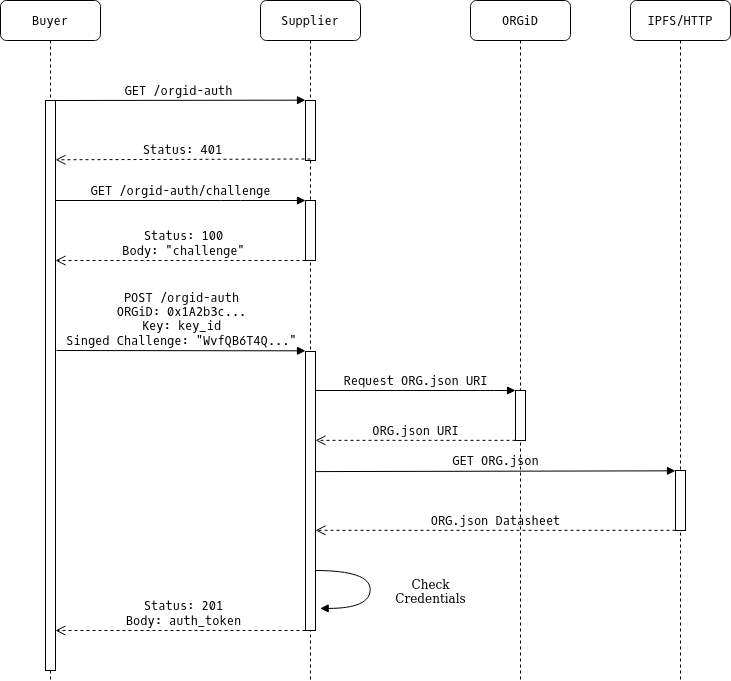 Buyer
Supplier
ORGiD
IPFS/HTTP
GET /orgid-auth
Status: 401
GET /orgid-auth/challenge
Status: 100
Body: "challenge"
POST /orgid-auth
ORGiD: 0x1A2b3c...
Key: key_id
Singed Challenge: "WvfQB6T4Q..."
Request ORG.json URI
ORG.json URI
GET ORG.json
ORG.json Datasheet
Check
Credentials
Status: 201
Body: auth_token